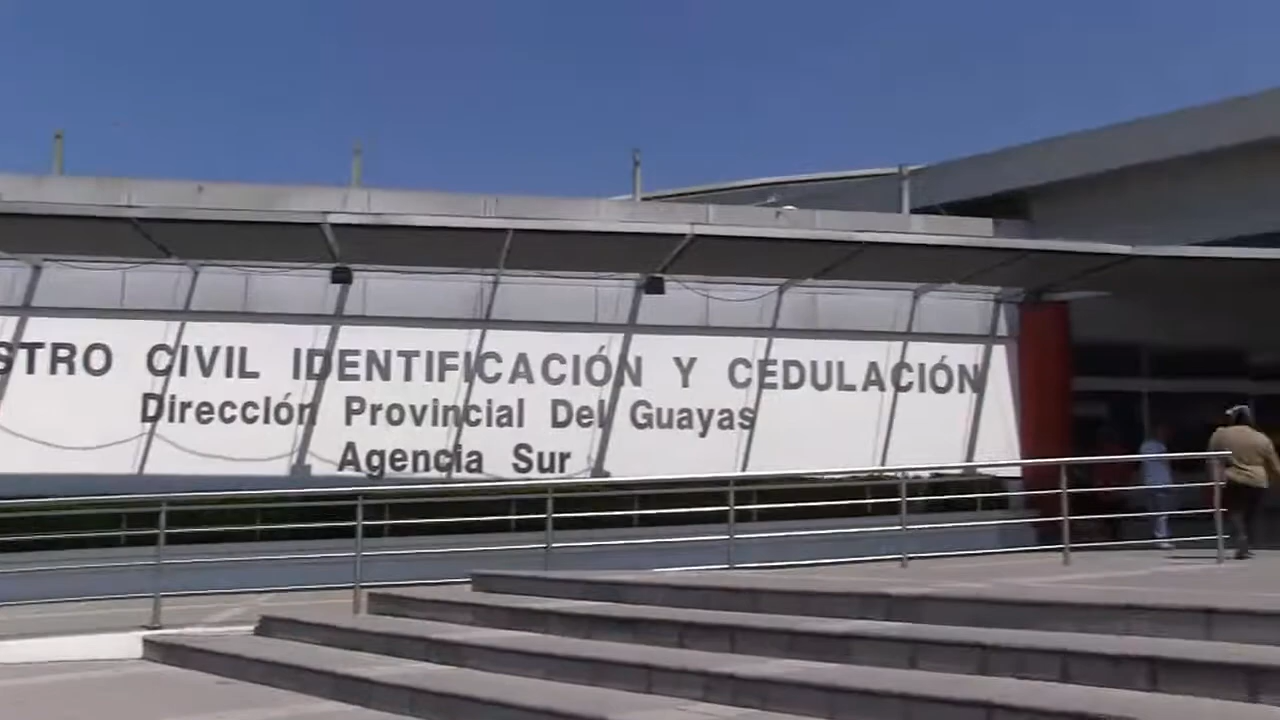 STRO CIVIL IDENTIFICACIÓN Y CEDULACIÓN
Dirección Provincial Del Guayas
Agencia Sur